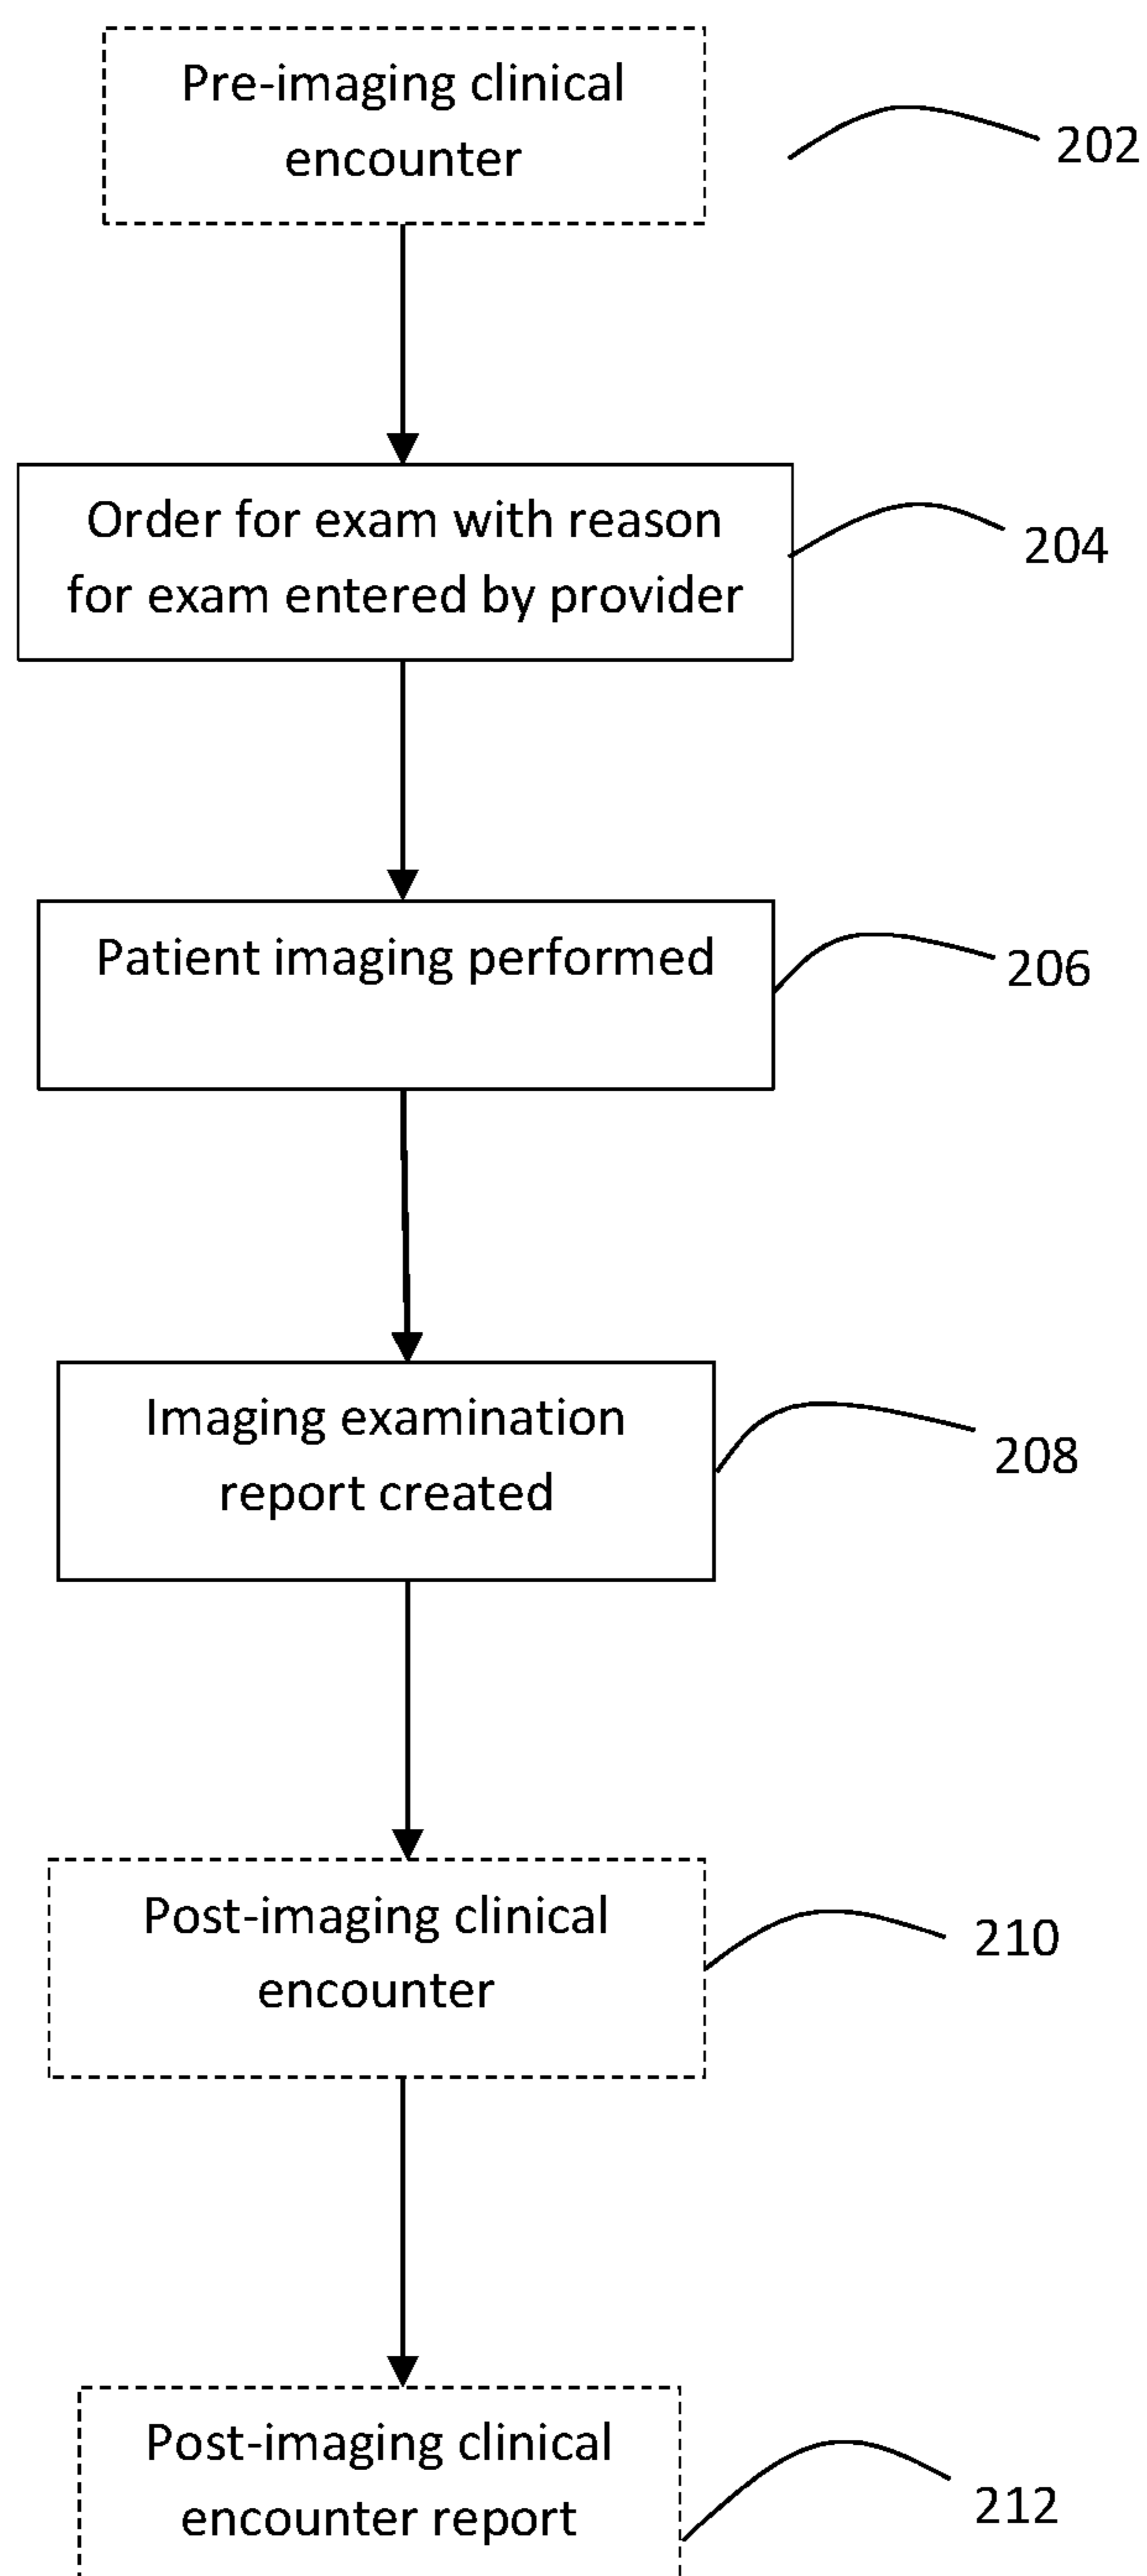 Pre-imaging clinical
encounter
202
Order for exam with reason
for exam entered by provider
204
Patient imaging performed
206
Imaging examination
report created
208
Post-imaging clinical
encounter
210
Post-imaging clinical
encounter report
212